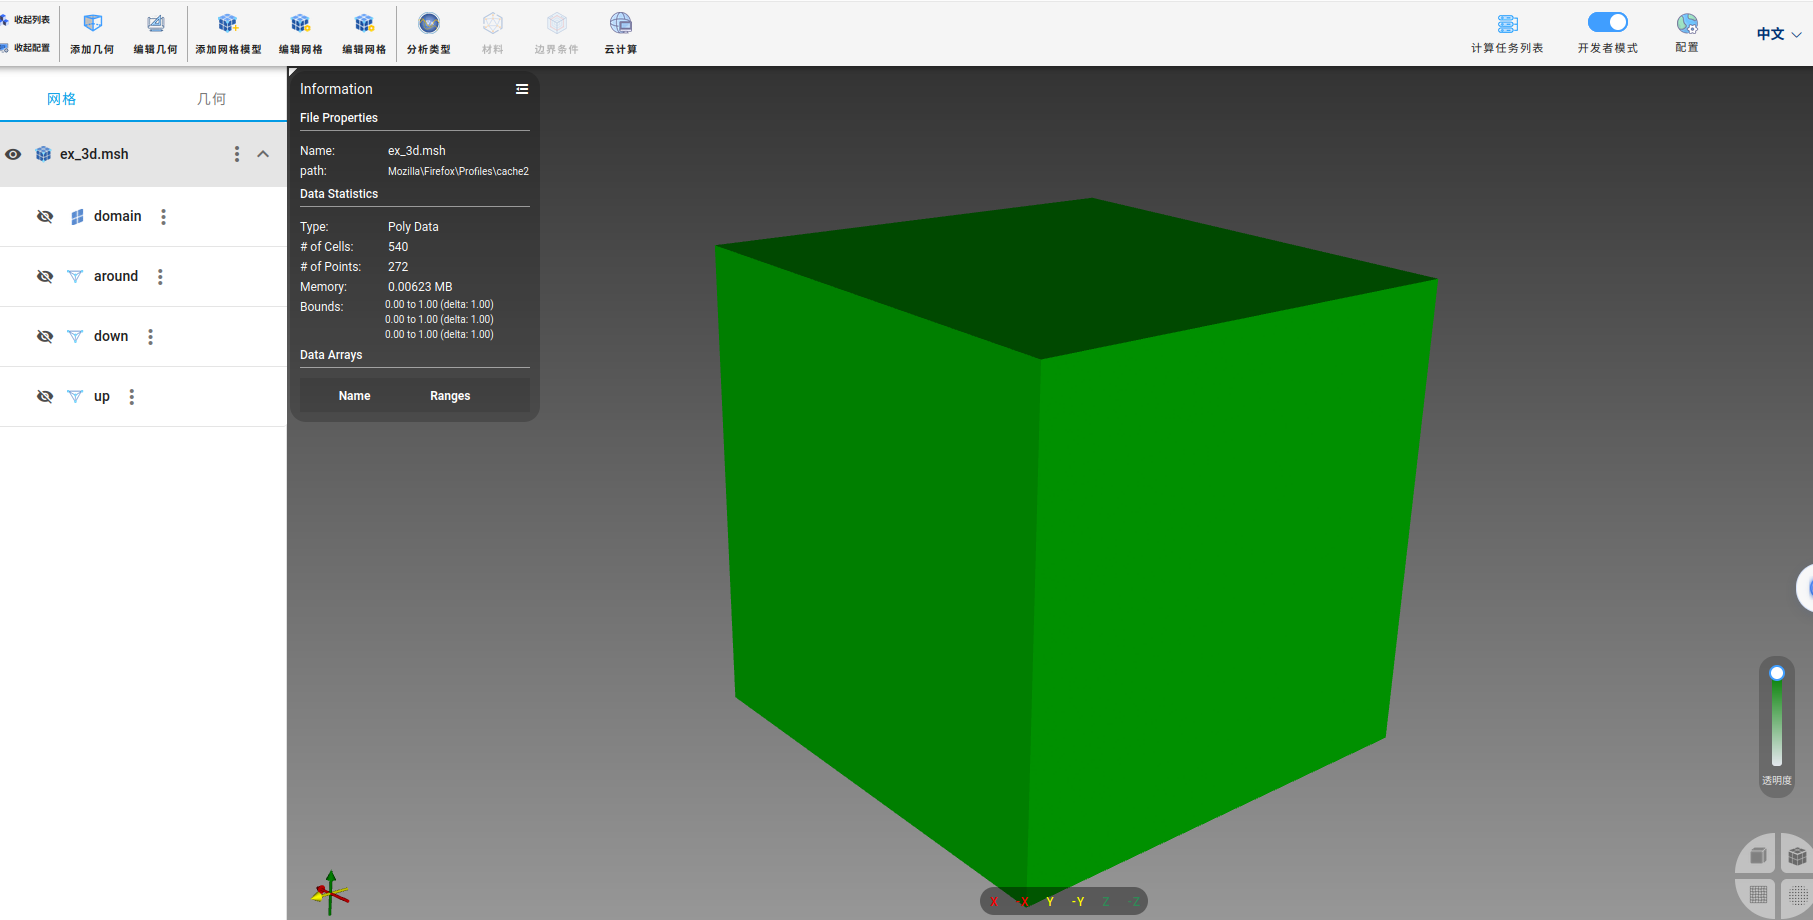 收起列表
收起配置
添加几何
编辑几何
添加网格模型
编辑网格
编辑网格
分析类型
材料
边界条件
云计算
计算任务列表
开发者模式
配置
中文
网格
几何
ex_3d.msh
domain
around
down
up
Information
File Properties
Name: ex_3d.msh
path: Mozilla\Firefox\Profiles\cache2
Data Statistics
Type: Poly Data
# of Cells: 540
# of Points: 272
Memory: 0.00623 MB
Bounds: 0.00 to 1.00 (delta: 1.00)
0.00 to 1.00 (delta: 1.00)
0.00 to 1.00 (delta: 1.00)
Data Arrays
Name Ranges
透明度
X -X Y -Y Z -Z